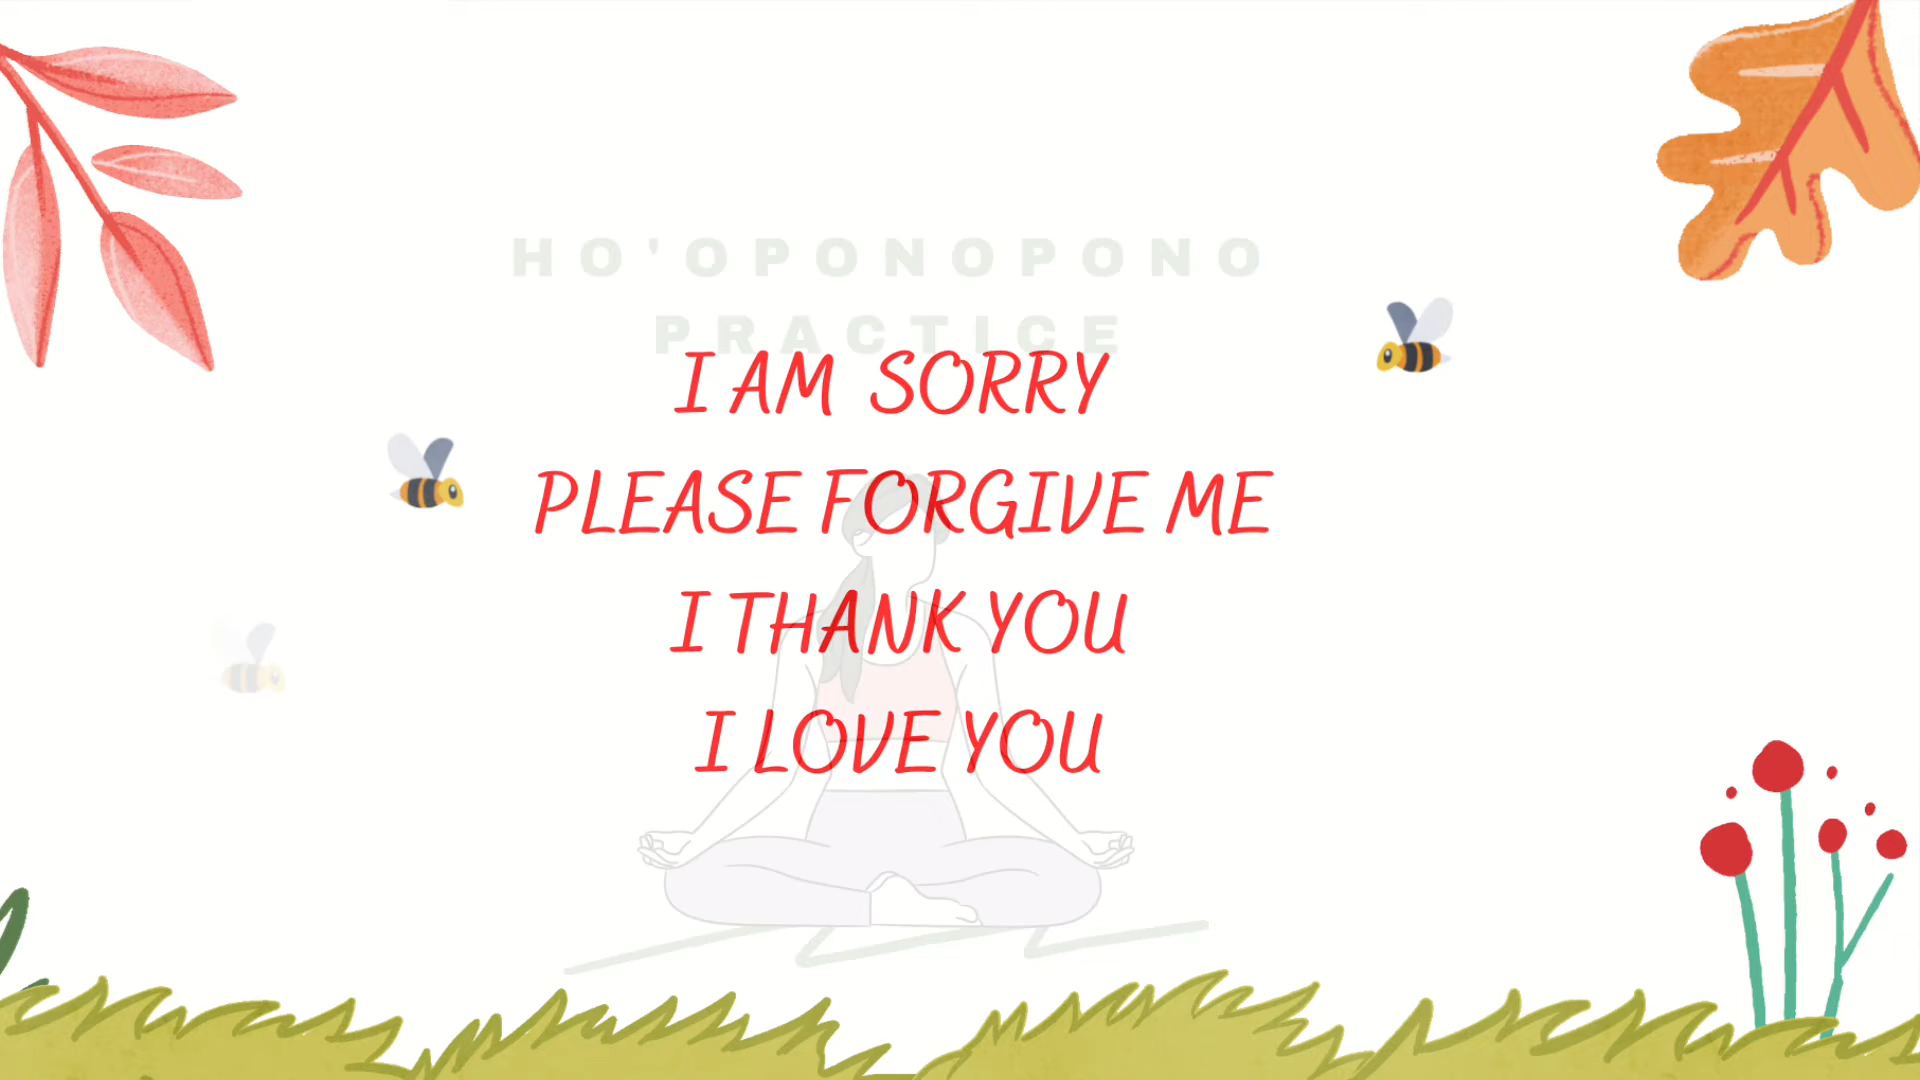 HO'OPONOPONO
PRACTICE
I AM SORRY
PLEASE FORGIVE ME
I THANK YOU
I LOVE YOU